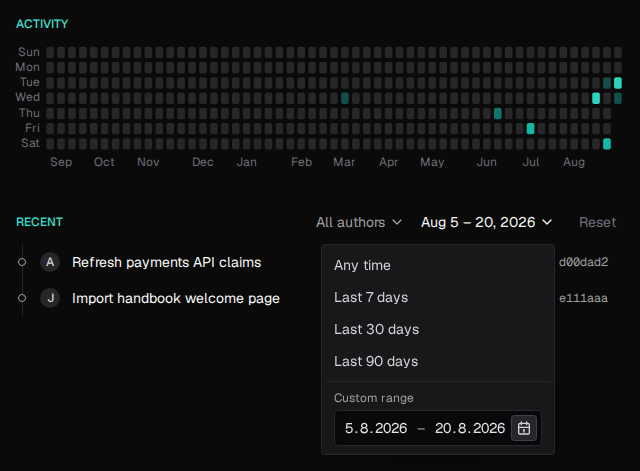 ACTIVITY
Sun
Mon
Tue
Wed
Thu
Fri
Sat
Sep Oct Nov Dec Jan Feb Mar Apr May Jun Jul Aug
RECENT All authors Aug 5 – 20, 2026 Reset
A Refresh payments API claims d00dad2
J Import handbook welcome page e111aaa
Any time
Last 7 days
Last 30 days
Last 90 days
Custom range
5.8.2026 – 20.8.2026